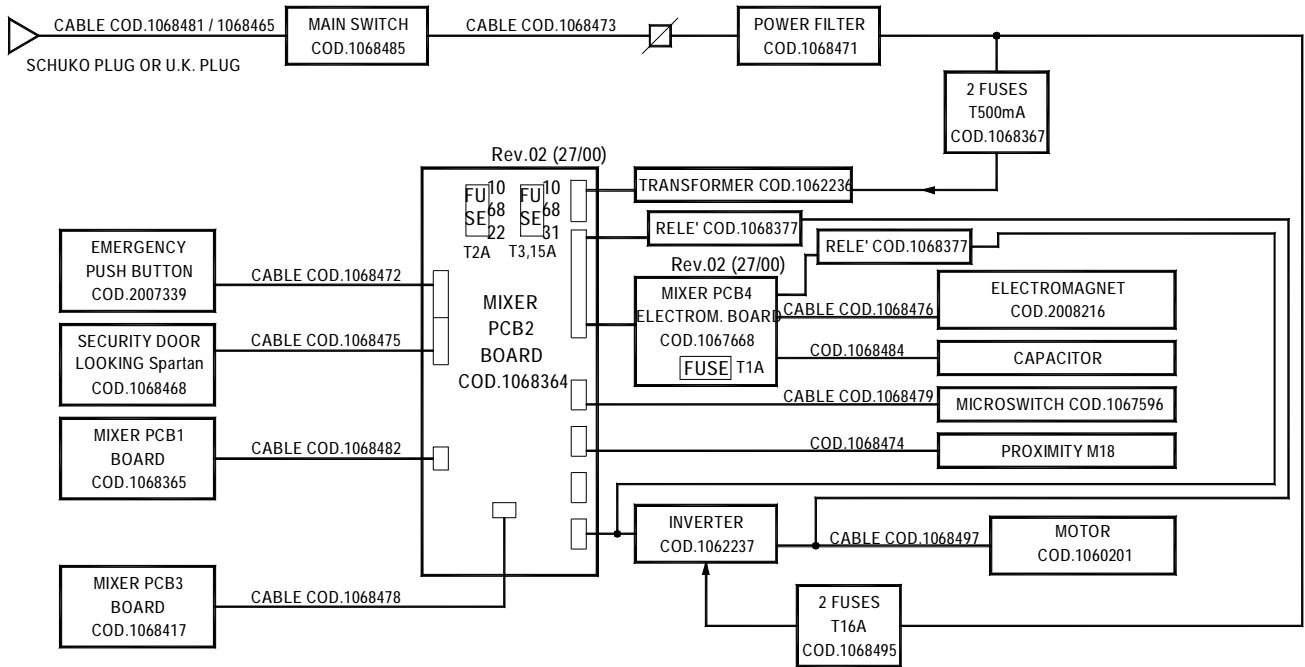 CABLE COD.1068481 / 1068465
SCHUKO PLUG OR U.K. PLUG
MAIN SWITCH
COD.1068485
CABLE COD.1068473
POWER FILTER
COD.1068471
2 FUSES
T500mA
COD.1068367
Rev.02 (27/00)
FU
SE
10
68
22
T2A
FU
SE
10
68
31
T3,15A
TRANSFORMER COD.1062236
RELE' COD.1068377
RELE' COD.1068377
EMERGENCY
PUSH BUTTON
COD.2007339
CABLE COD.1068472
SECURITY DOOR
LOOKING Spartan
COD.1068468
CABLE COD.1068475
MIXER
PCB2
BOARD
COD.1068364
Rev.02 (27/00)
MIXER PCB4
ELECTROM. BOARD
COD.1067668
FUSE T1A
CABLE COD.1068476
ELECTROMAGNET
COD.2008216
COD.1068484
CAPACITOR
CABLE COD.1068479
MICROSWITCH COD.1067596
COD.1068474
PROXIMITY M18
MIXER PCB1
BOARD
COD.1068365
CABLE COD.1068482
INVERTER
COD.1062237
CABLE COD.1068497
MOTOR
COD.1060201
MIXER PCB3
BOARD
COD.1068417
CABLE COD.1068478
2 FUSES
T16A
COD.1068495